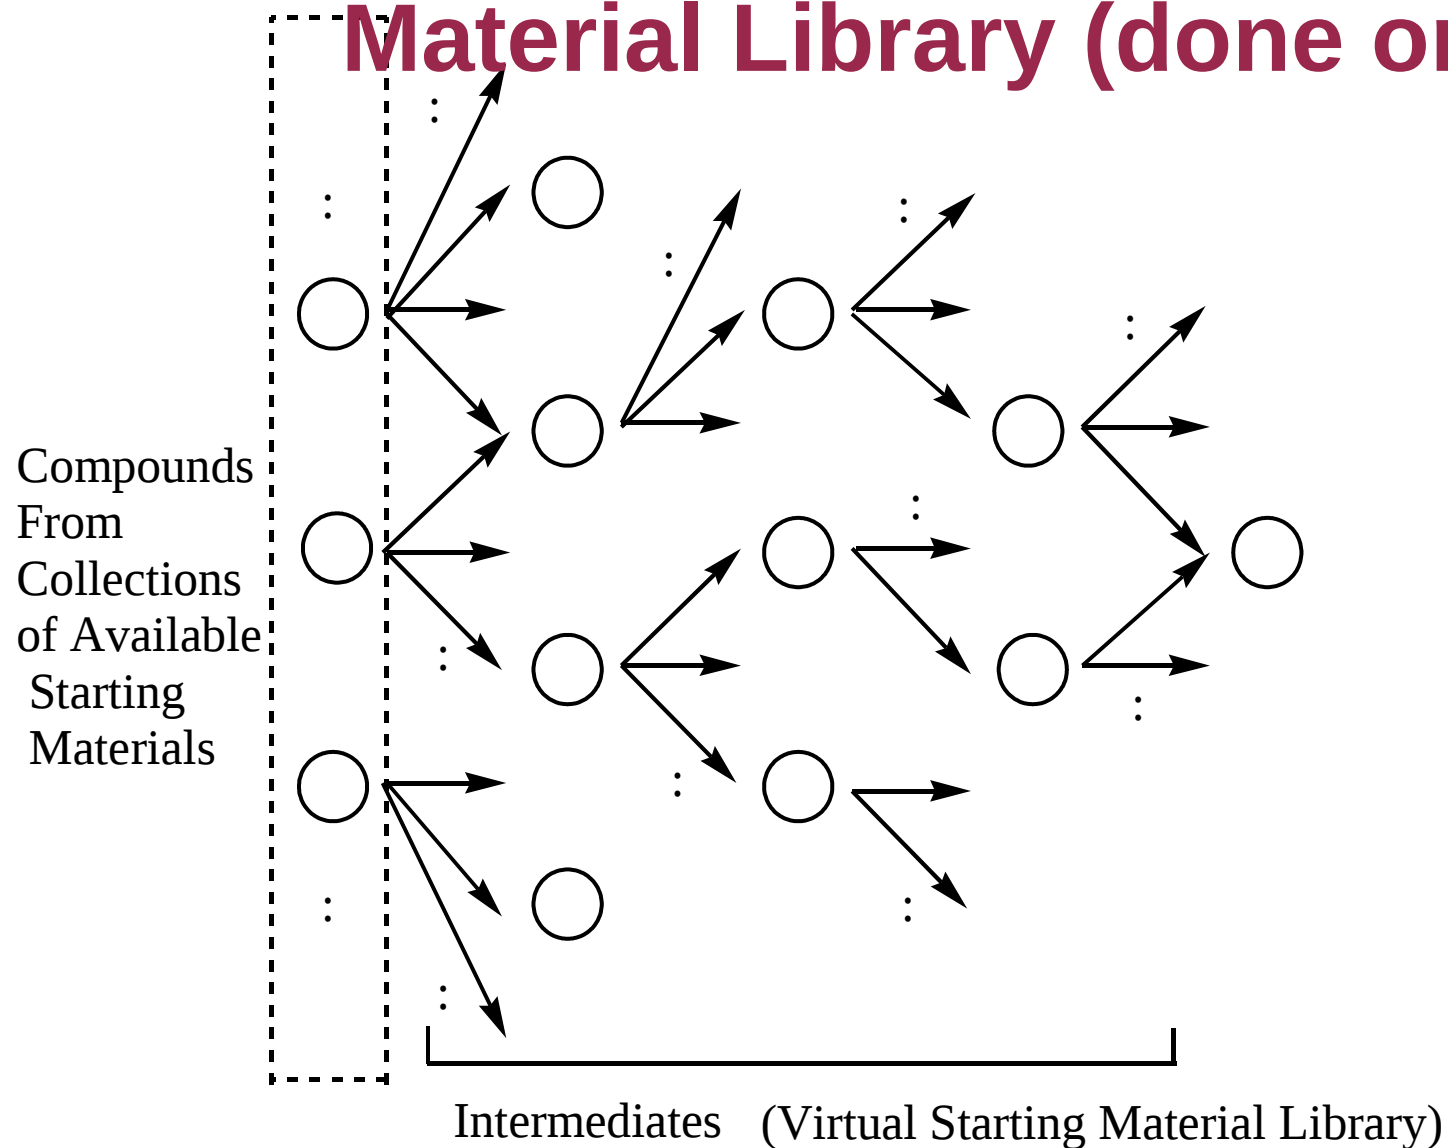 Material Library (done
Compounds
From
Collections
of Available
Starting
Materials
Intermediates (Virtual Starting Material Library)